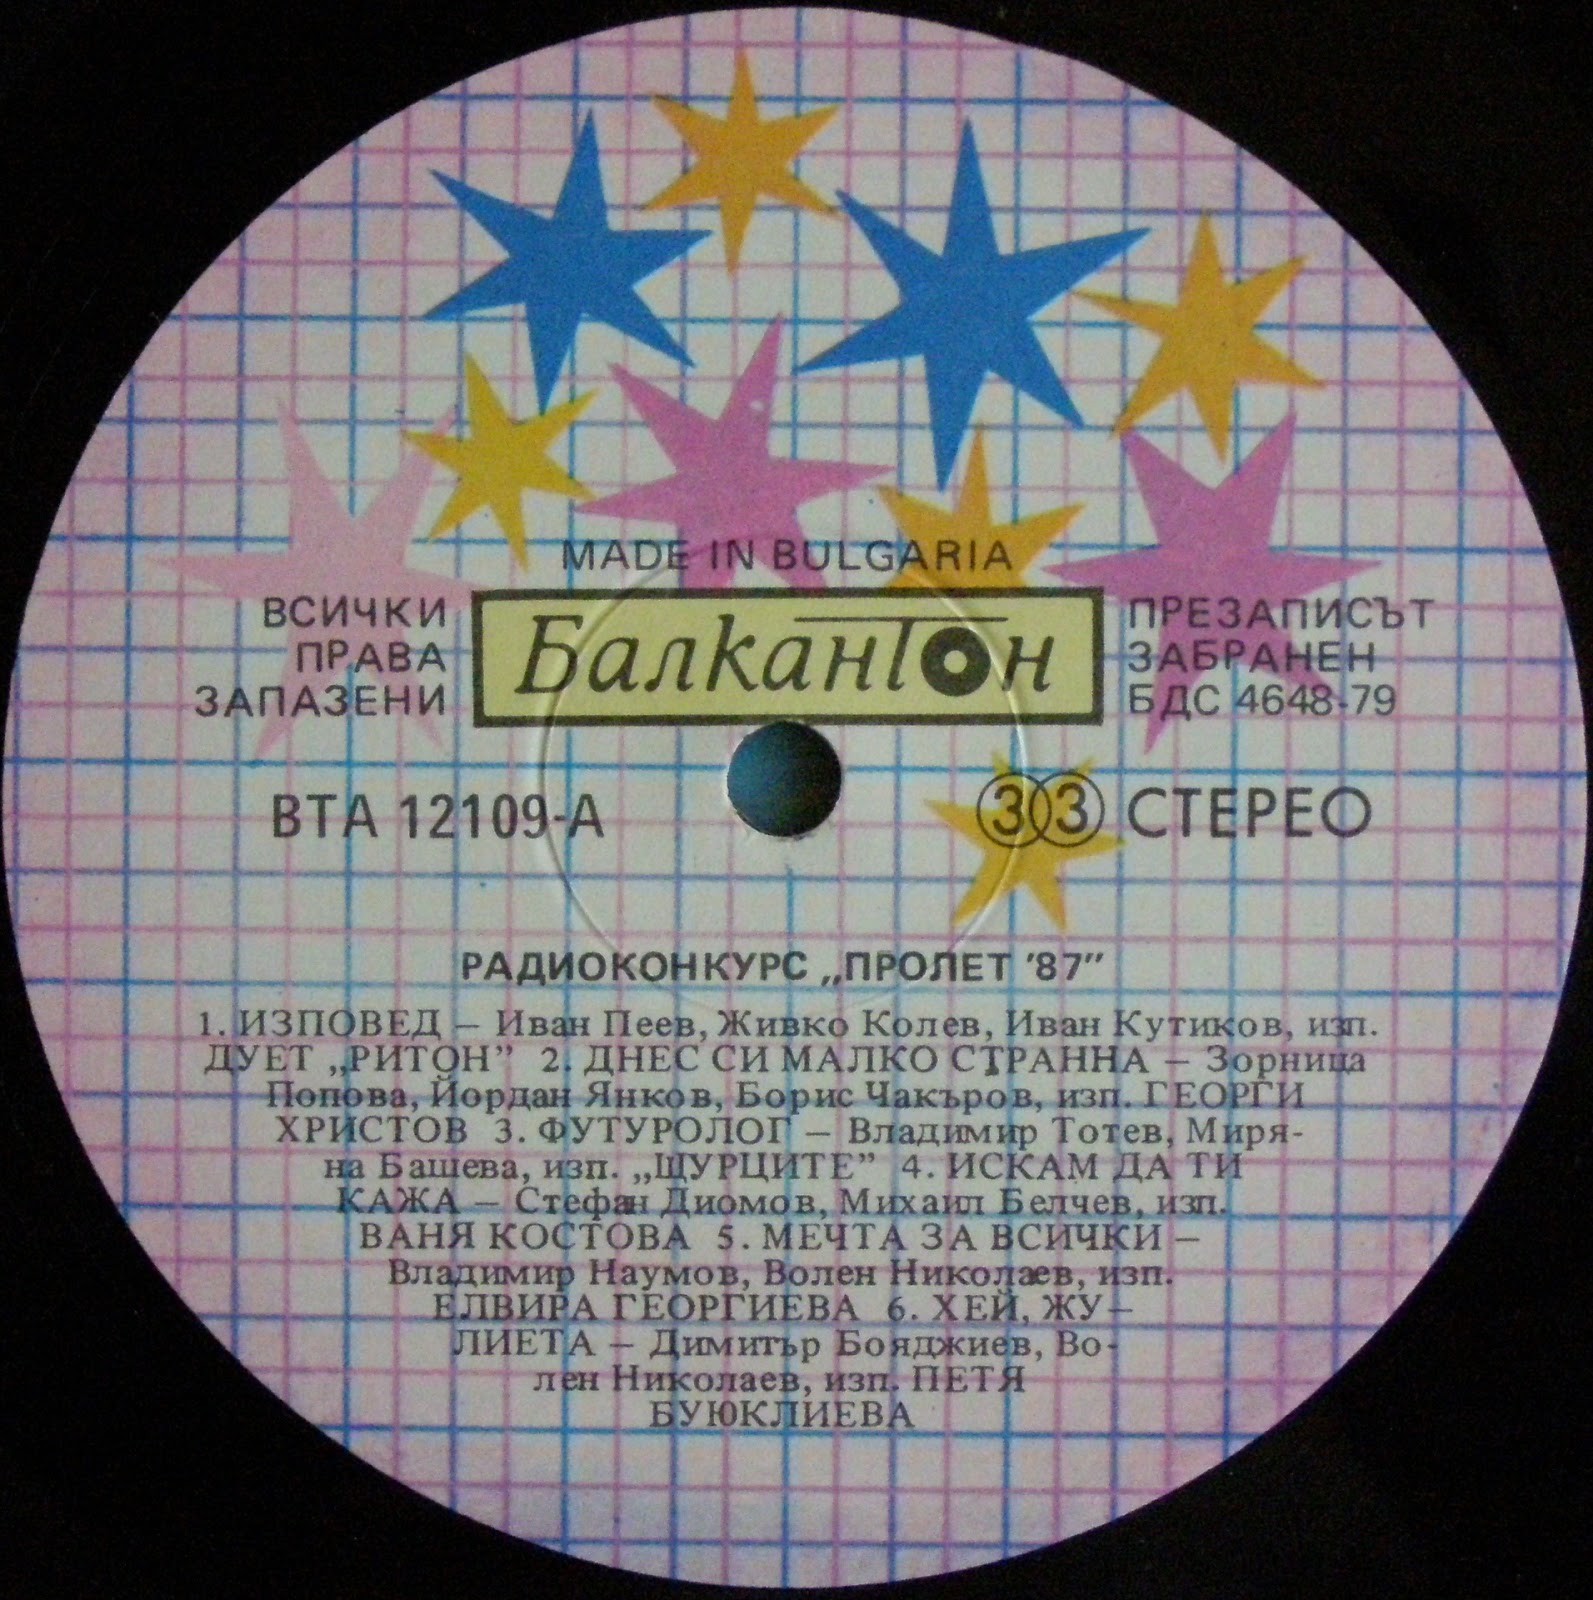 MADE IN BULGARIA
ВСИЧКИ
ПРАВА
ЗАПАЗЕНИ
Балкантон
ПРЕЗАПИСЪТ
ЗАБРАНЕН
БДС 4648-79
ВТА 12109-А
33 СТЕРЕО
РАДИОКОНКУРС „ПРОЛЕТ '87”
1. ИЗПОВЕД – Иван Пеев, Живко Колев, Иван Кутиков, изп.
ДУЕТ „РИТОН” 2. ДНЕС СИ МАЛКО СТРАННА – Зорница
Попова, Йордан Янков, Борис Чакъров, изп. ГЕОРГИ
ХРИСТОВ 3. ФУТУРОЛОГ – Владимир Тотев, Миря-
на Башева, изп. „ЩУРЦИТЕ” 4. ИСКАМ ДА ТИ
КАЖА – Стефан Диомов, Михаил Белчев, изп.
ВАНЯ КОСТОВА 5. МЕЧТА ЗА ВСИЧКИ –
Владимир Наумов, Волен Николаев, изп.
ЕЛВИРА ГЕОРГИЕВА 6. ХЕЙ, ЖУ–
ЛИЕТА – Димитър Бояджиев, Во-
лен Николаев, изп. ПЕТЯ
БУЮКЛИЕВА